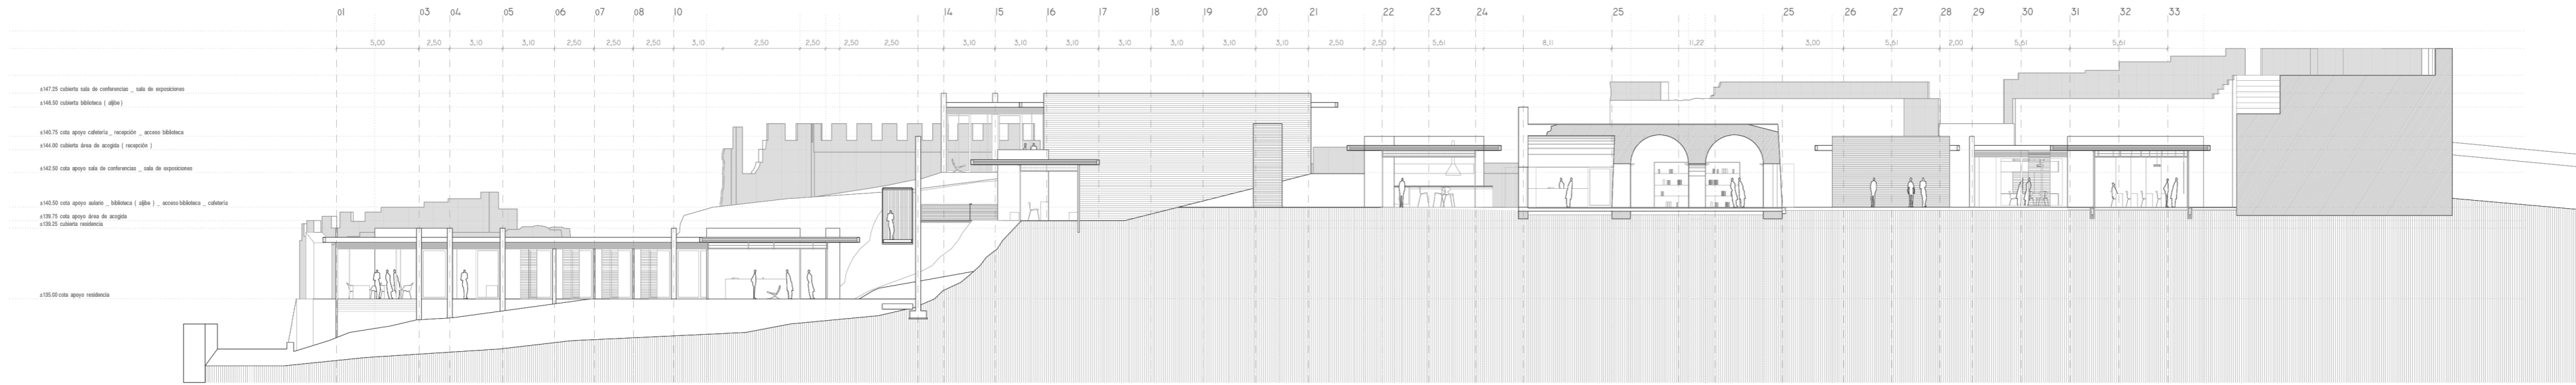 01 03 04 05 06 07 08 10 14 15 16 17 18 19 20 21 22 23 24 25 25 26 27 28 29 30 31 32 33
5,00 2,50 3,10 3,10 2,50 2,50 2,50 3,10 2,50 2,50 2,50 3,10 3,10 3,10 3,10 3,10 3,10 3,10 2,50 2,50 5,61 8,11 11,22 3,00 5,61 2,00 5,61 5,61
±147.25 cubierta sala de conferencias _ sala de exposiciones
±146.50 cubierta biblioteca ( aljibe )
±140.75 cota apoyo cafetería _ recepción _ acceso biblioteca
±144.00 cubierta área de acogida ( recepción )
±142.50 cota apoyo sala de conferencias _ sala de exposiciones
±140.50 cota apoyo aulario _ biblioteca ( aljibe ) _ acceso biblioteca _ cafetería
±139.75 cota apoyo área de acogida
±139.25 cubierta residencia
±135.00 cota apoyo residencia